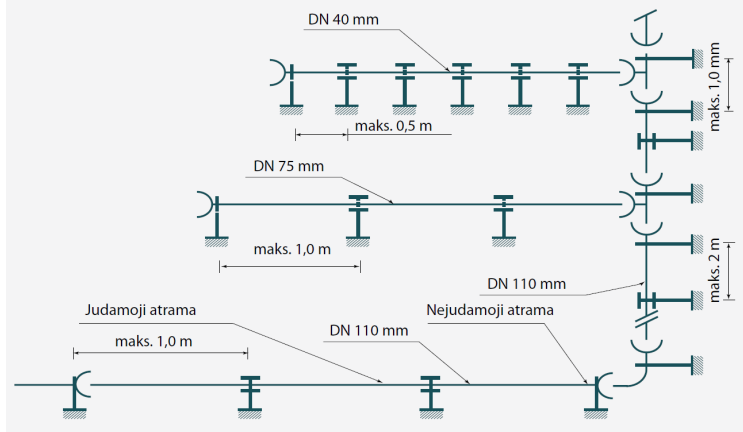 DN 40 mm
maks. 1,0 mm
maks. 0,5 m
DN 75 mm
maks. 1,0 m
maks. 2 m
DN 110 mm
Judamoji atrama
DN 110 mm
Nejudamoji atrama
maks. 1,0 m